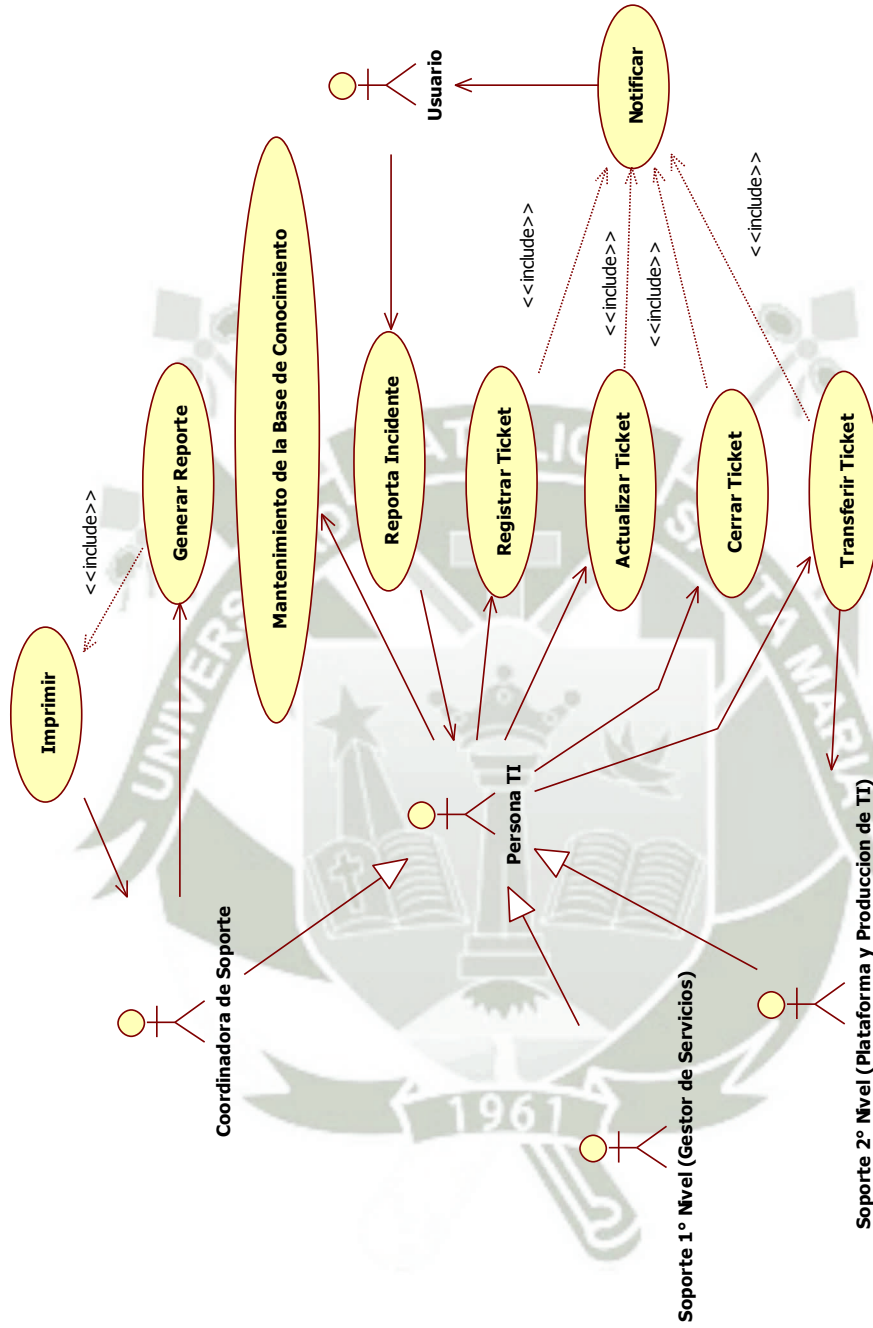 Imprimir
<<include>>
Generar Reporte
Coordinadora de Soporte
Mantenimiento de la Base de Conocimiento
Usuario
Reporta Incidente
Persona TI
Registrar Ticket
<<include>>
Actualizar Ticket
<<include>>
<<include>>
Notificar
Cerrar Ticket
<<include>>
Transferir Ticket
Soporte 1° Nivel (Gestor de Servicios)
Soporte 2° Nivel (Plataforma y Produccion de TI)
1961